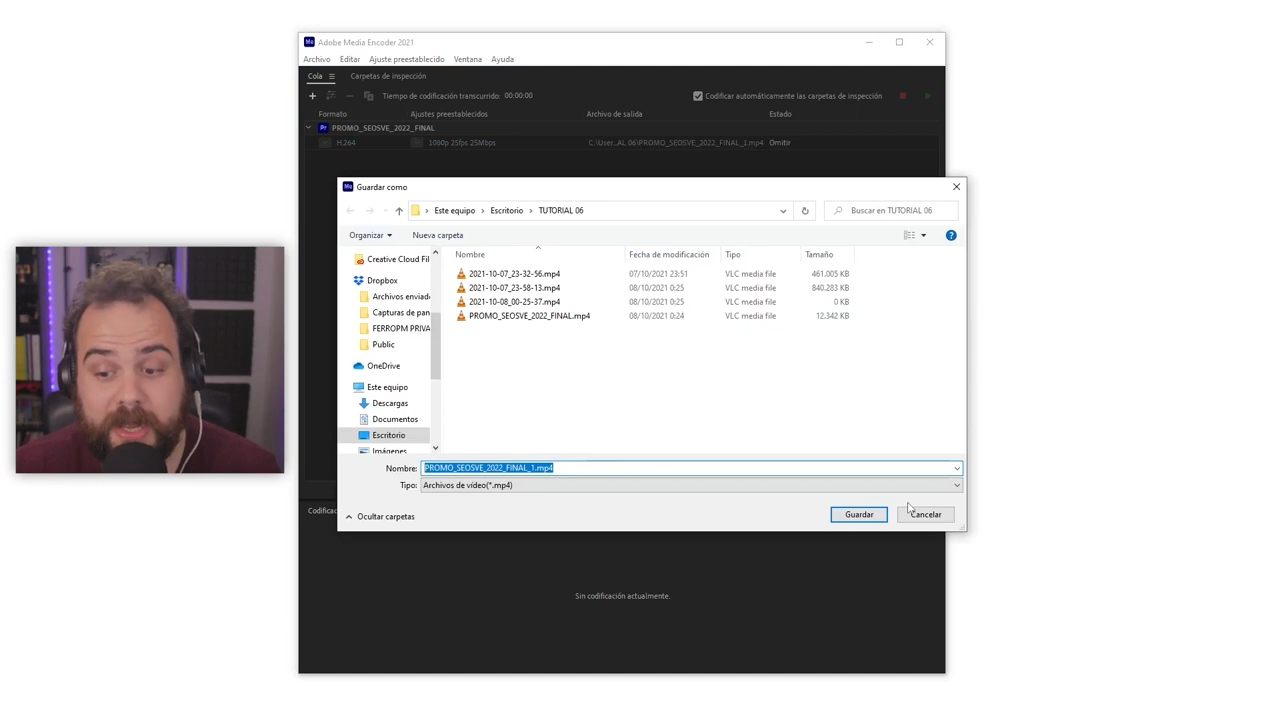 Adobe Media Encoder 2021
Archivo Editar Ajuste preestablecido Ventana Ayuda
Cola Carpetas de inspección
Tiempo de codificación transcurrido: 00:00:00 Codificar automáticamente las carpetas de inspección
Formato Ajustes preestablecidos Archivo de salida Estado
Pr PROMO_SEOSVE_2022_FINAL
H.264 1080p 25fps 25Mbps C:\User...AL 06\PROMO_SEOSVE_2022_FINAL_1.mp4 Omitir
Guardar como
Este equipo > Escritorio > TUTORIAL 06 Buscar en TUTORIAL 06
Organizar Nueva carpeta
Nombre Fecha de modificación Tipo Tamaño
Creative Cloud Fil
Dropbox
Archivos enviad
Capturas de pan
FERROPM PRIVA
Public
OneDrive
Este equipo
Descargas
Documentos
Escritorio
Imágenes
2021-10-07_23-32-56.mp4 07/10/2021 23:51 VLC media file 461.005 KB
2021-10-07_23-58-13.mp4 08/10/2021 0:25 VLC media file 840.283 KB
2021-10-08_00-25-37.mp4 08/10/2021 0:25 VLC media file 0 KB
PROMO_SEOSVE_2022_FINAL.mp4 08/10/2021 0:24 VLC media file 12.342 KB
Nombre: PROMO_SEOSVE_2022_FINAL_1.mp4
Tipo: Archivos de vídeo(*.mp4)
Ocultar carpetas Guardar Cancelar
Codificac
Sin codificación actualmente.